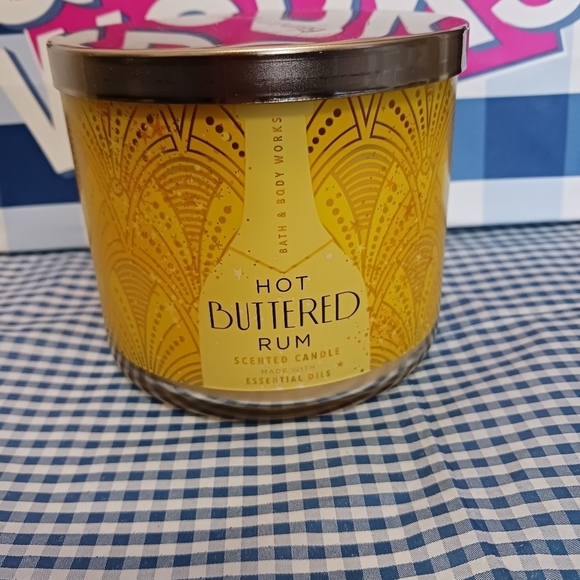 BATH & BODY WORKS
HOT
BUTTERED
RUM
SCENTED CANDLE
MADE WITH
ESSENTIAL OILS